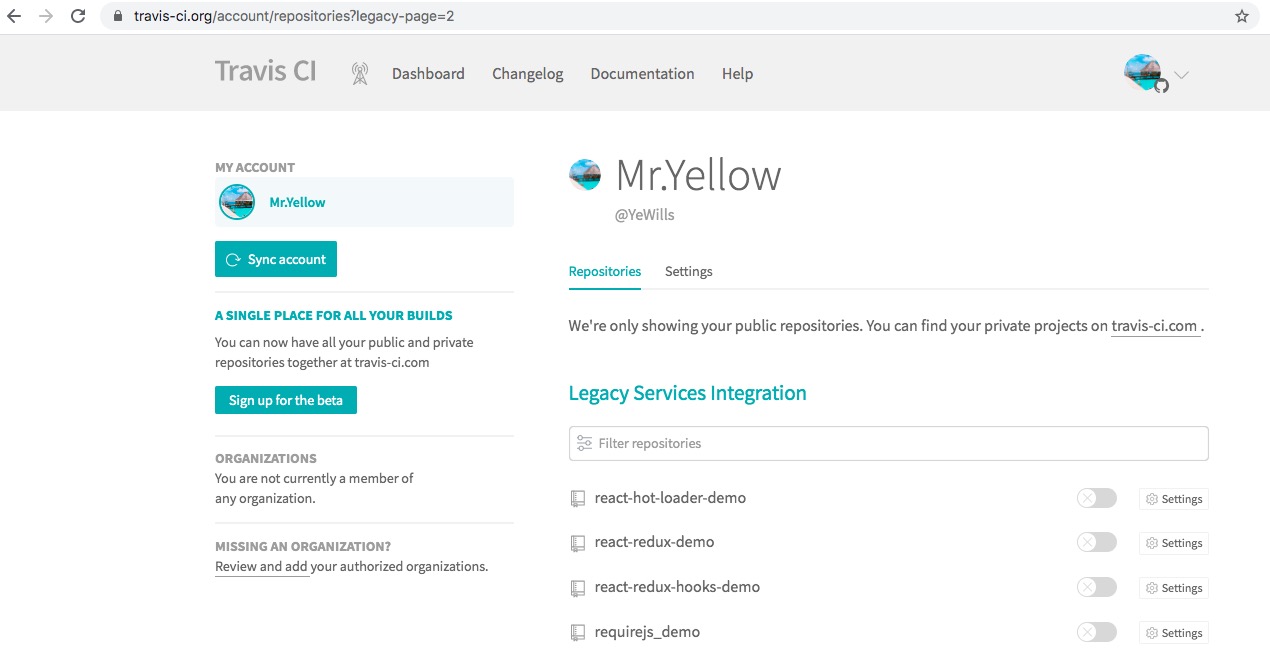 travis-ci.org/account/repositories?legacy-page=2
Travis CI Dashboard Changelog Documentation Help
MY ACCOUNT
Mr.Yellow
Sync account
A SINGLE PLACE FOR ALL YOUR BUILDS
You can now have all your public and private
repositories together at travis-ci.com
Sign up for the beta
ORGANIZATIONS
You are not currently a member of
any organization.
MISSING AN ORGANIZATION?
Review and add your authorized organizations.
Mr.Yellow
@YeWills
Repositories Settings
We're only showing your public repositories. You can find your private projects on travis-ci.com .
Legacy Services Integration
Filter repositories
react-hot-loader-demo Settings
react-redux-demo Settings
react-redux-hooks-demo Settings
requirejs_demo Settings